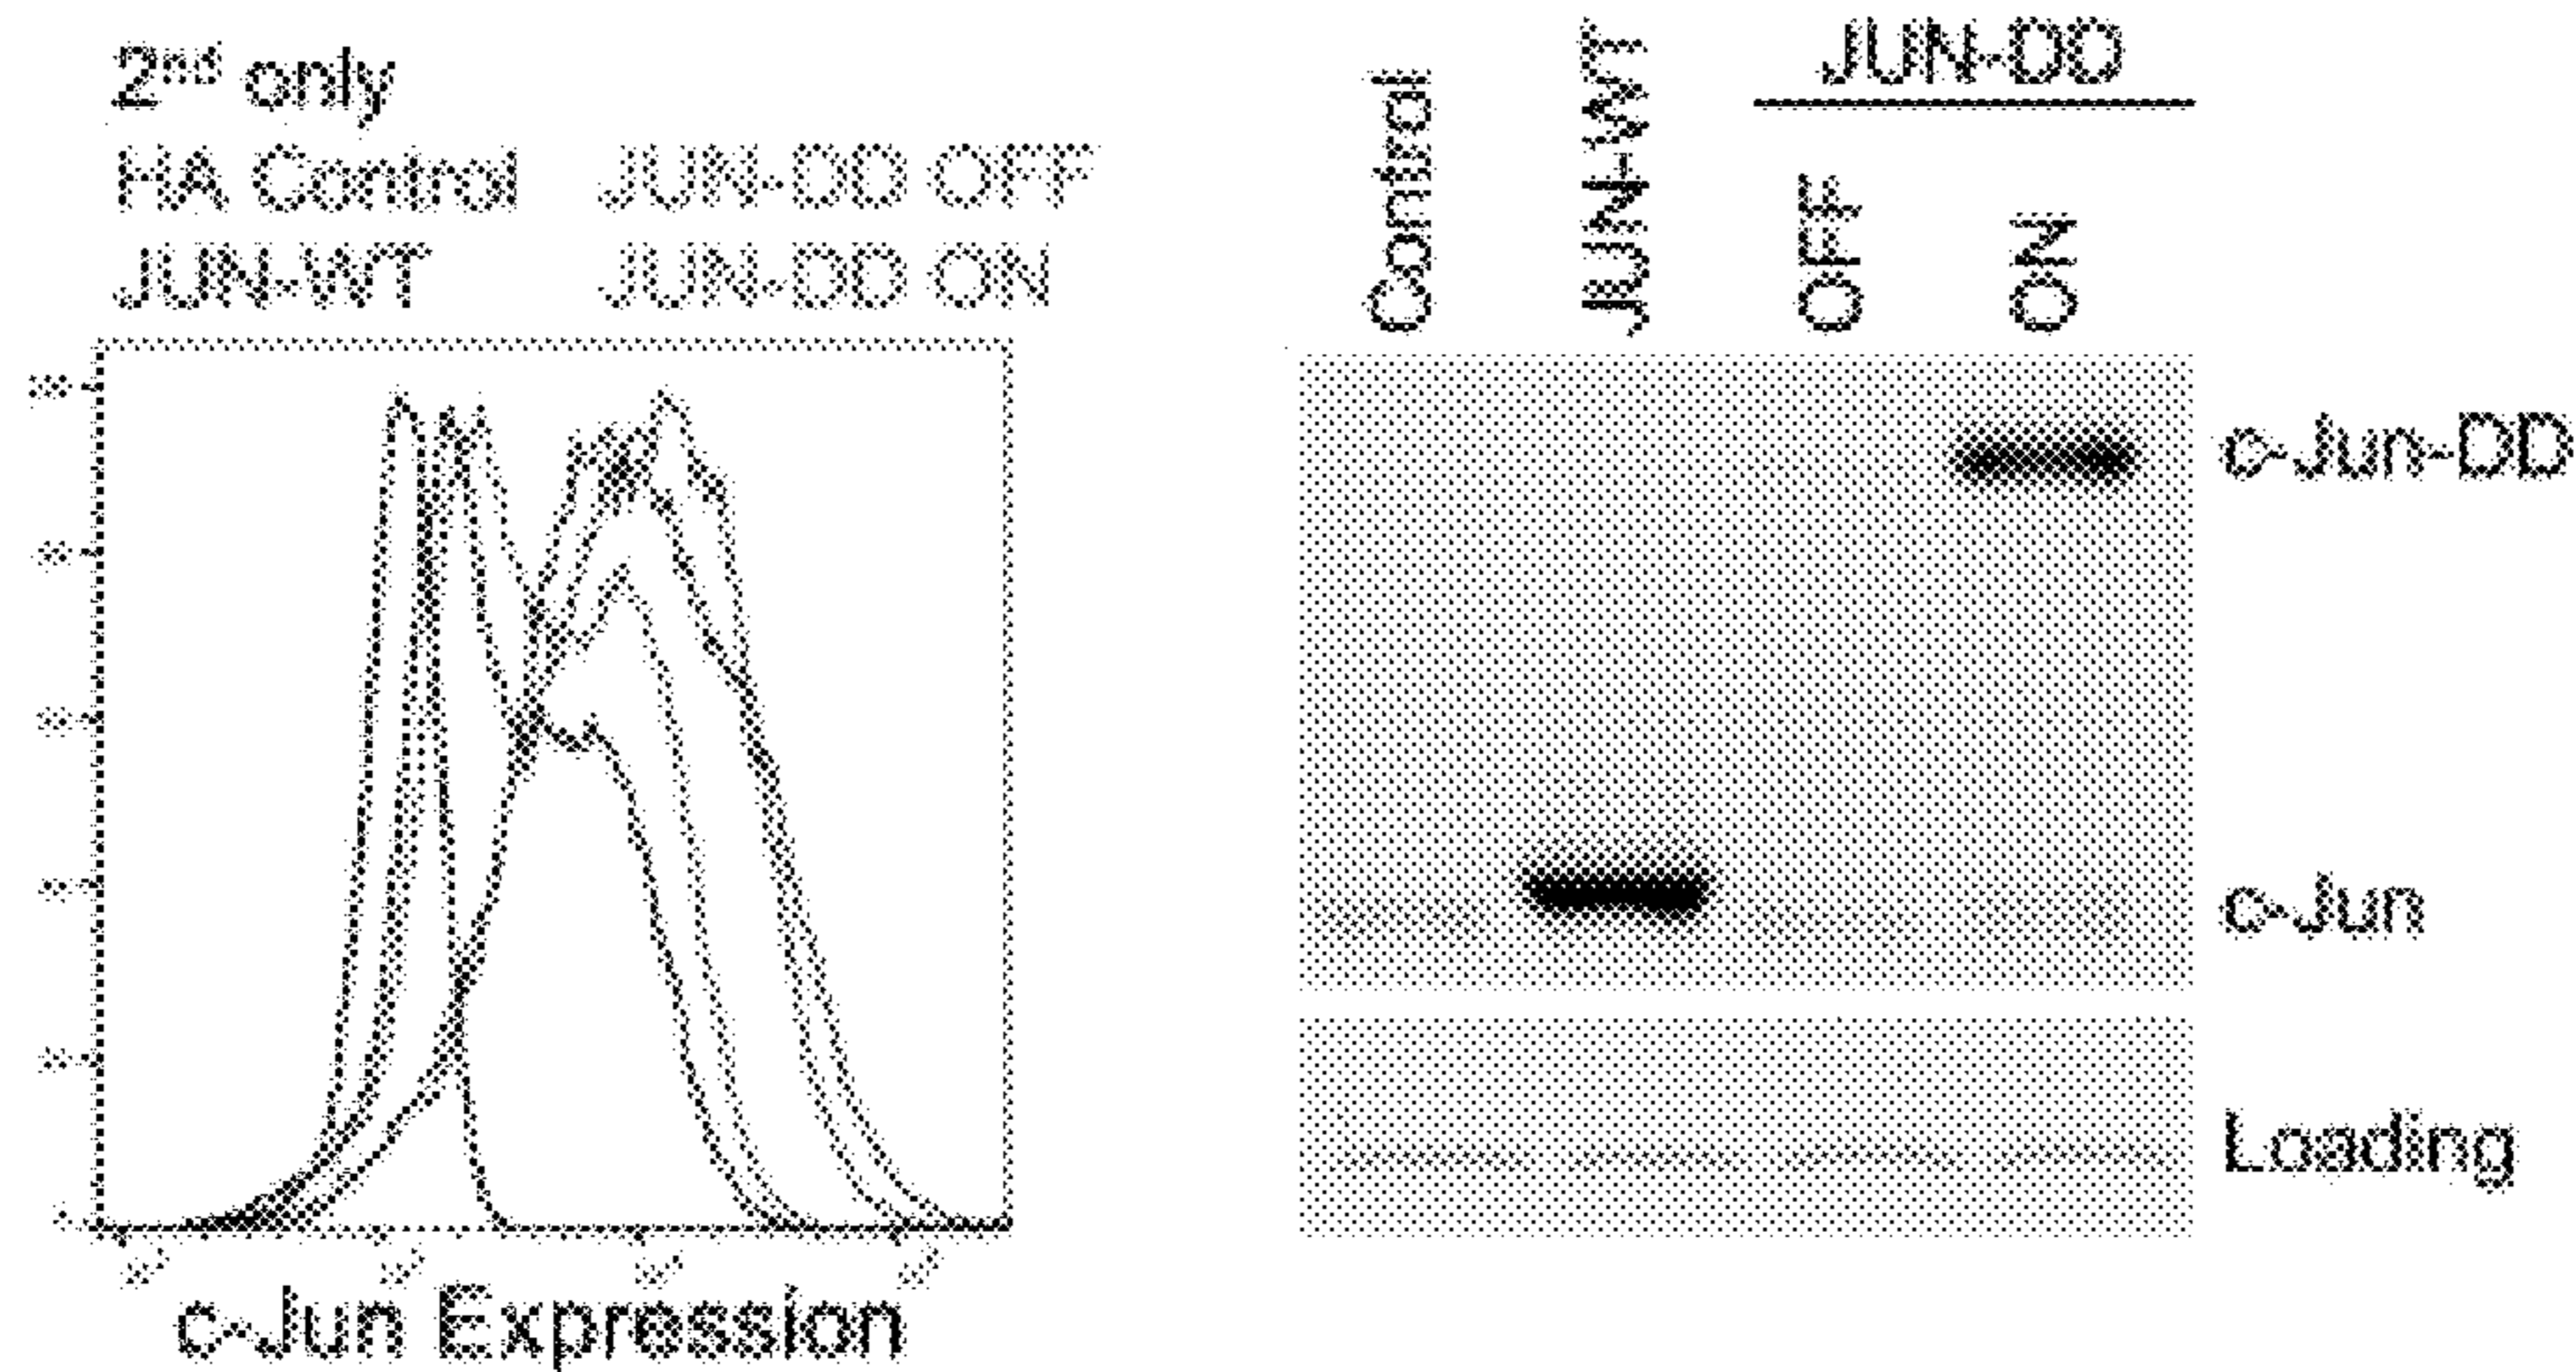 2nd only
HA Control JUN-DD OFF
JUN-WT JUN-DD ON
c-Jun Expression
Control
JUN-WT
JUN-DD
OFF
ON
c-Jun-DD
c-Jun
Loading